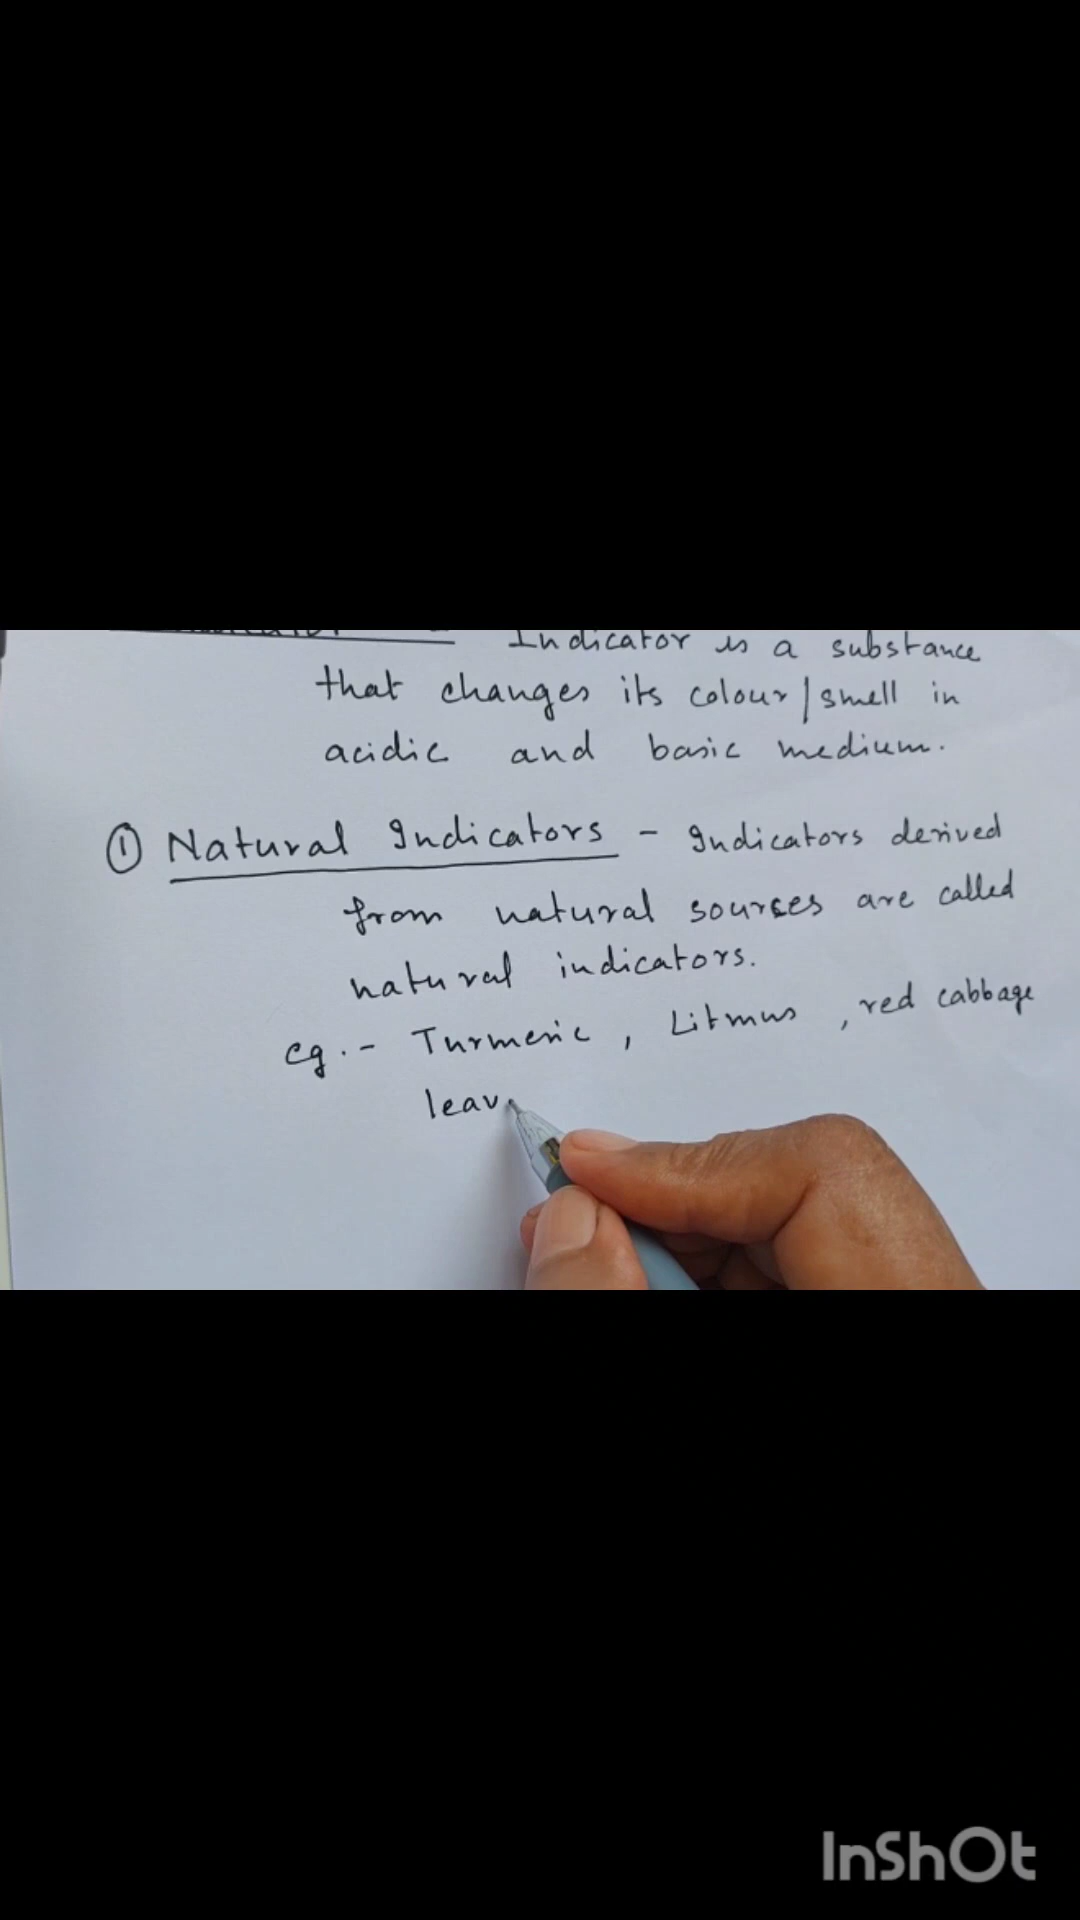 Indicator is a substance
that changes its colour/smell in
acidic and basic medium.
① Natural Indicators - Indicators derived
from natural sources are called
natural indicators.
eg.- Turmeric, Litmus, red cabbage
leav
InShOt